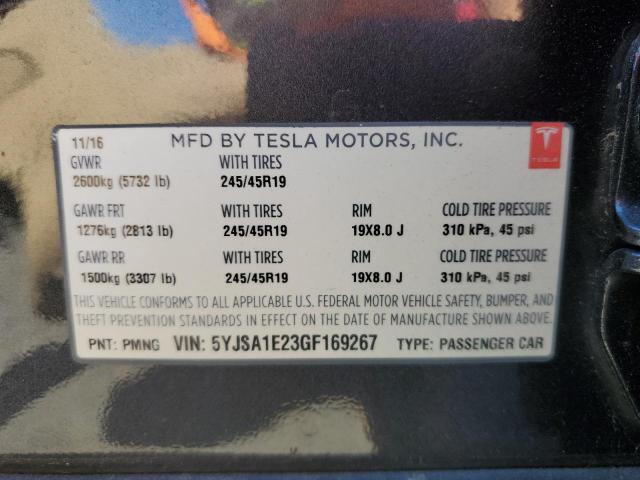 11/16 MFD BY TESLA MOTORS, INC.
GVWR WITH TIRES
2600kg (5732 lb) 245/45R19
TESLA
GAWR FRT WITH TIRES RIM COLD TIRE PRESSURE
1276kg (2813 lb) 245/45R19 19X8.0 J 310 kPa, 45 psi
GAWR RR WITH TIRES RIM COLD TIRE PRESSURE
1500kg (3307 lb) 245/45R19 19X8.0 J 310 kPa, 45 psi
THIS VEHICLE CONFORMS TO ALL APPLICABLE U.S. FEDERAL MOTOR VEHICLE SAFETY, BUMPER, AND
THEFT PREVENTION STANDARDS IN EFFECT ON THE DATE OF MANUFACTURE SHOWN ABOVE.
PNT: PMNG VIN: 5YJSA1E23GF169267 TYPE: PASSENGER CAR